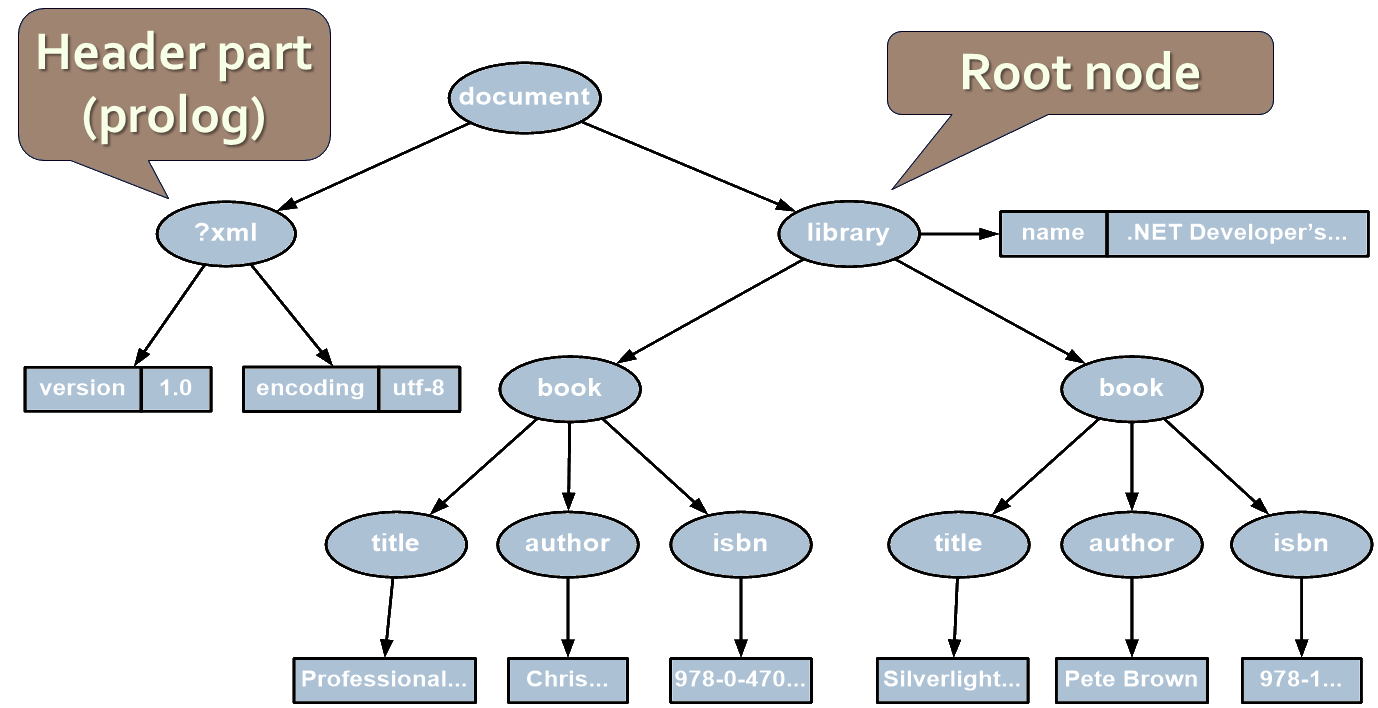 Header part
(prolog)
Root node
document
?xml
library
name
.NET Developer’s...
version
1.0
encoding
utf-8
book
book
title
author
isbn
title
author
isbn
Professional...
Chris...
978-0-470...
Silverlight...
Pete Brown
978-1...